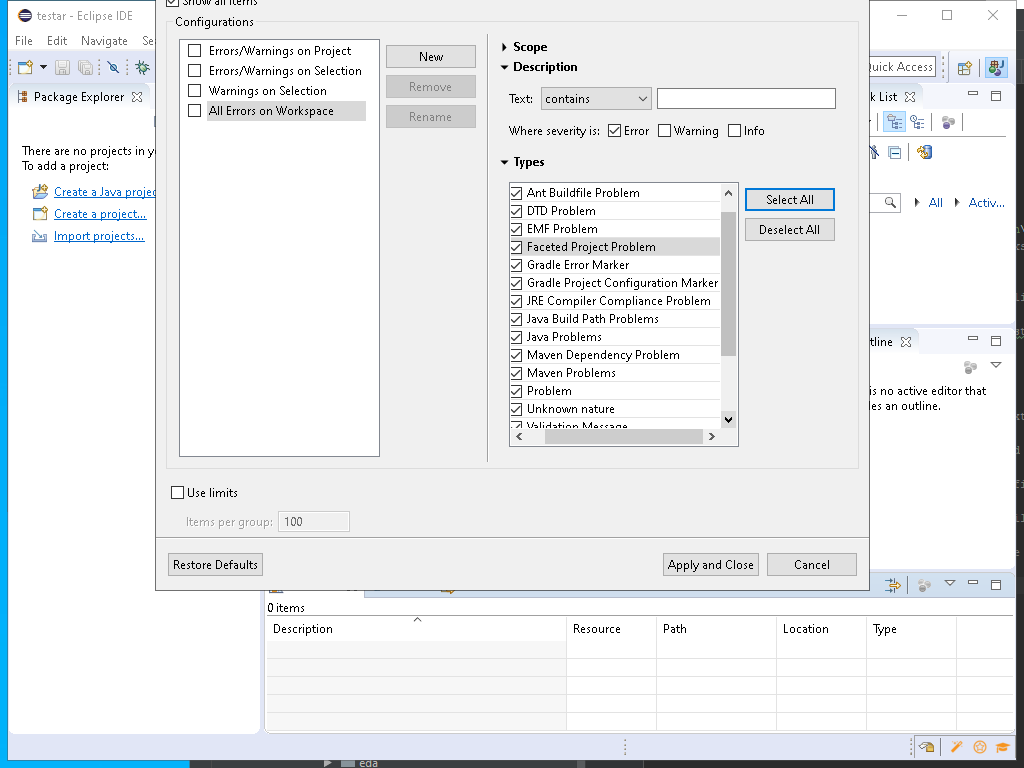 testar - Eclipse IDE
Show all items
File Edit Navigate Se
Configurations
Errors/Warnings on Project
Errors/Warnings on Selection
Warnings on Selection
All Errors on Workspace
New
Remove
Rename
Scope
Description
Text: contains
Where severity is: Error Warning Info
Types
Ant Buildfile Problem
DTD Problem
EMF Problem
Faceted Project Problem
Gradle Error Marker
Gradle Project Configuration Marker
JRE Compiler Compliance Problem
Java Build Path Problems
Java Problems
Maven Dependency Problem
Maven Problems
Problem
Unknown nature
Validation Message
Select All
Deselect All
Quick Access
Package Explorer
There are no projects in y
To add a project:
Create a Java projec
Create a project...
Import projects...
k List
All Activ...
tline
is no active editor that
es an outline.
Use limits
Items per group: 100
Restore Defaults
Apply and Close
Cancel
0 items
Description Resource Path Location Type
eda